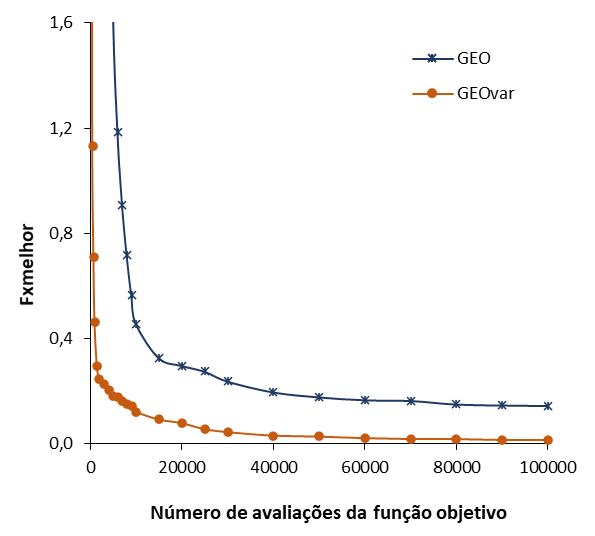 1,6
1,2
0,8
0,4
0,0
Fxmelhor
GEO
GEOvar
0 20000 40000 60000 80000 100000
Número de avaliações da função objetivo